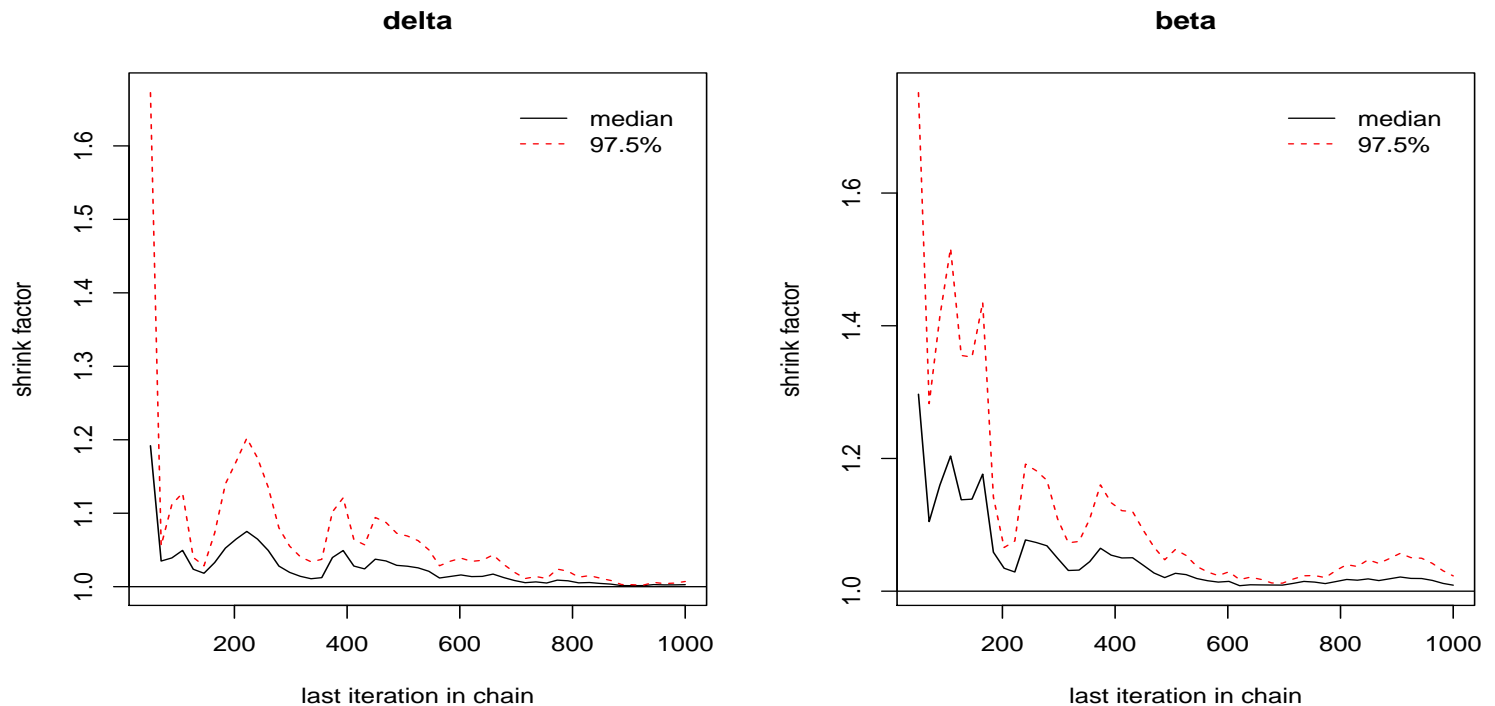 delta
median
97.5%
shrink factor
1.0 1.1 1.2 1.3 1.4 1.5 1.6
200 400 600 800 1000
last iteration in chain
beta
median
97.5%
shrink factor
1.0 1.2 1.4 1.6
200 400 600 800 1000
last iteration in chain